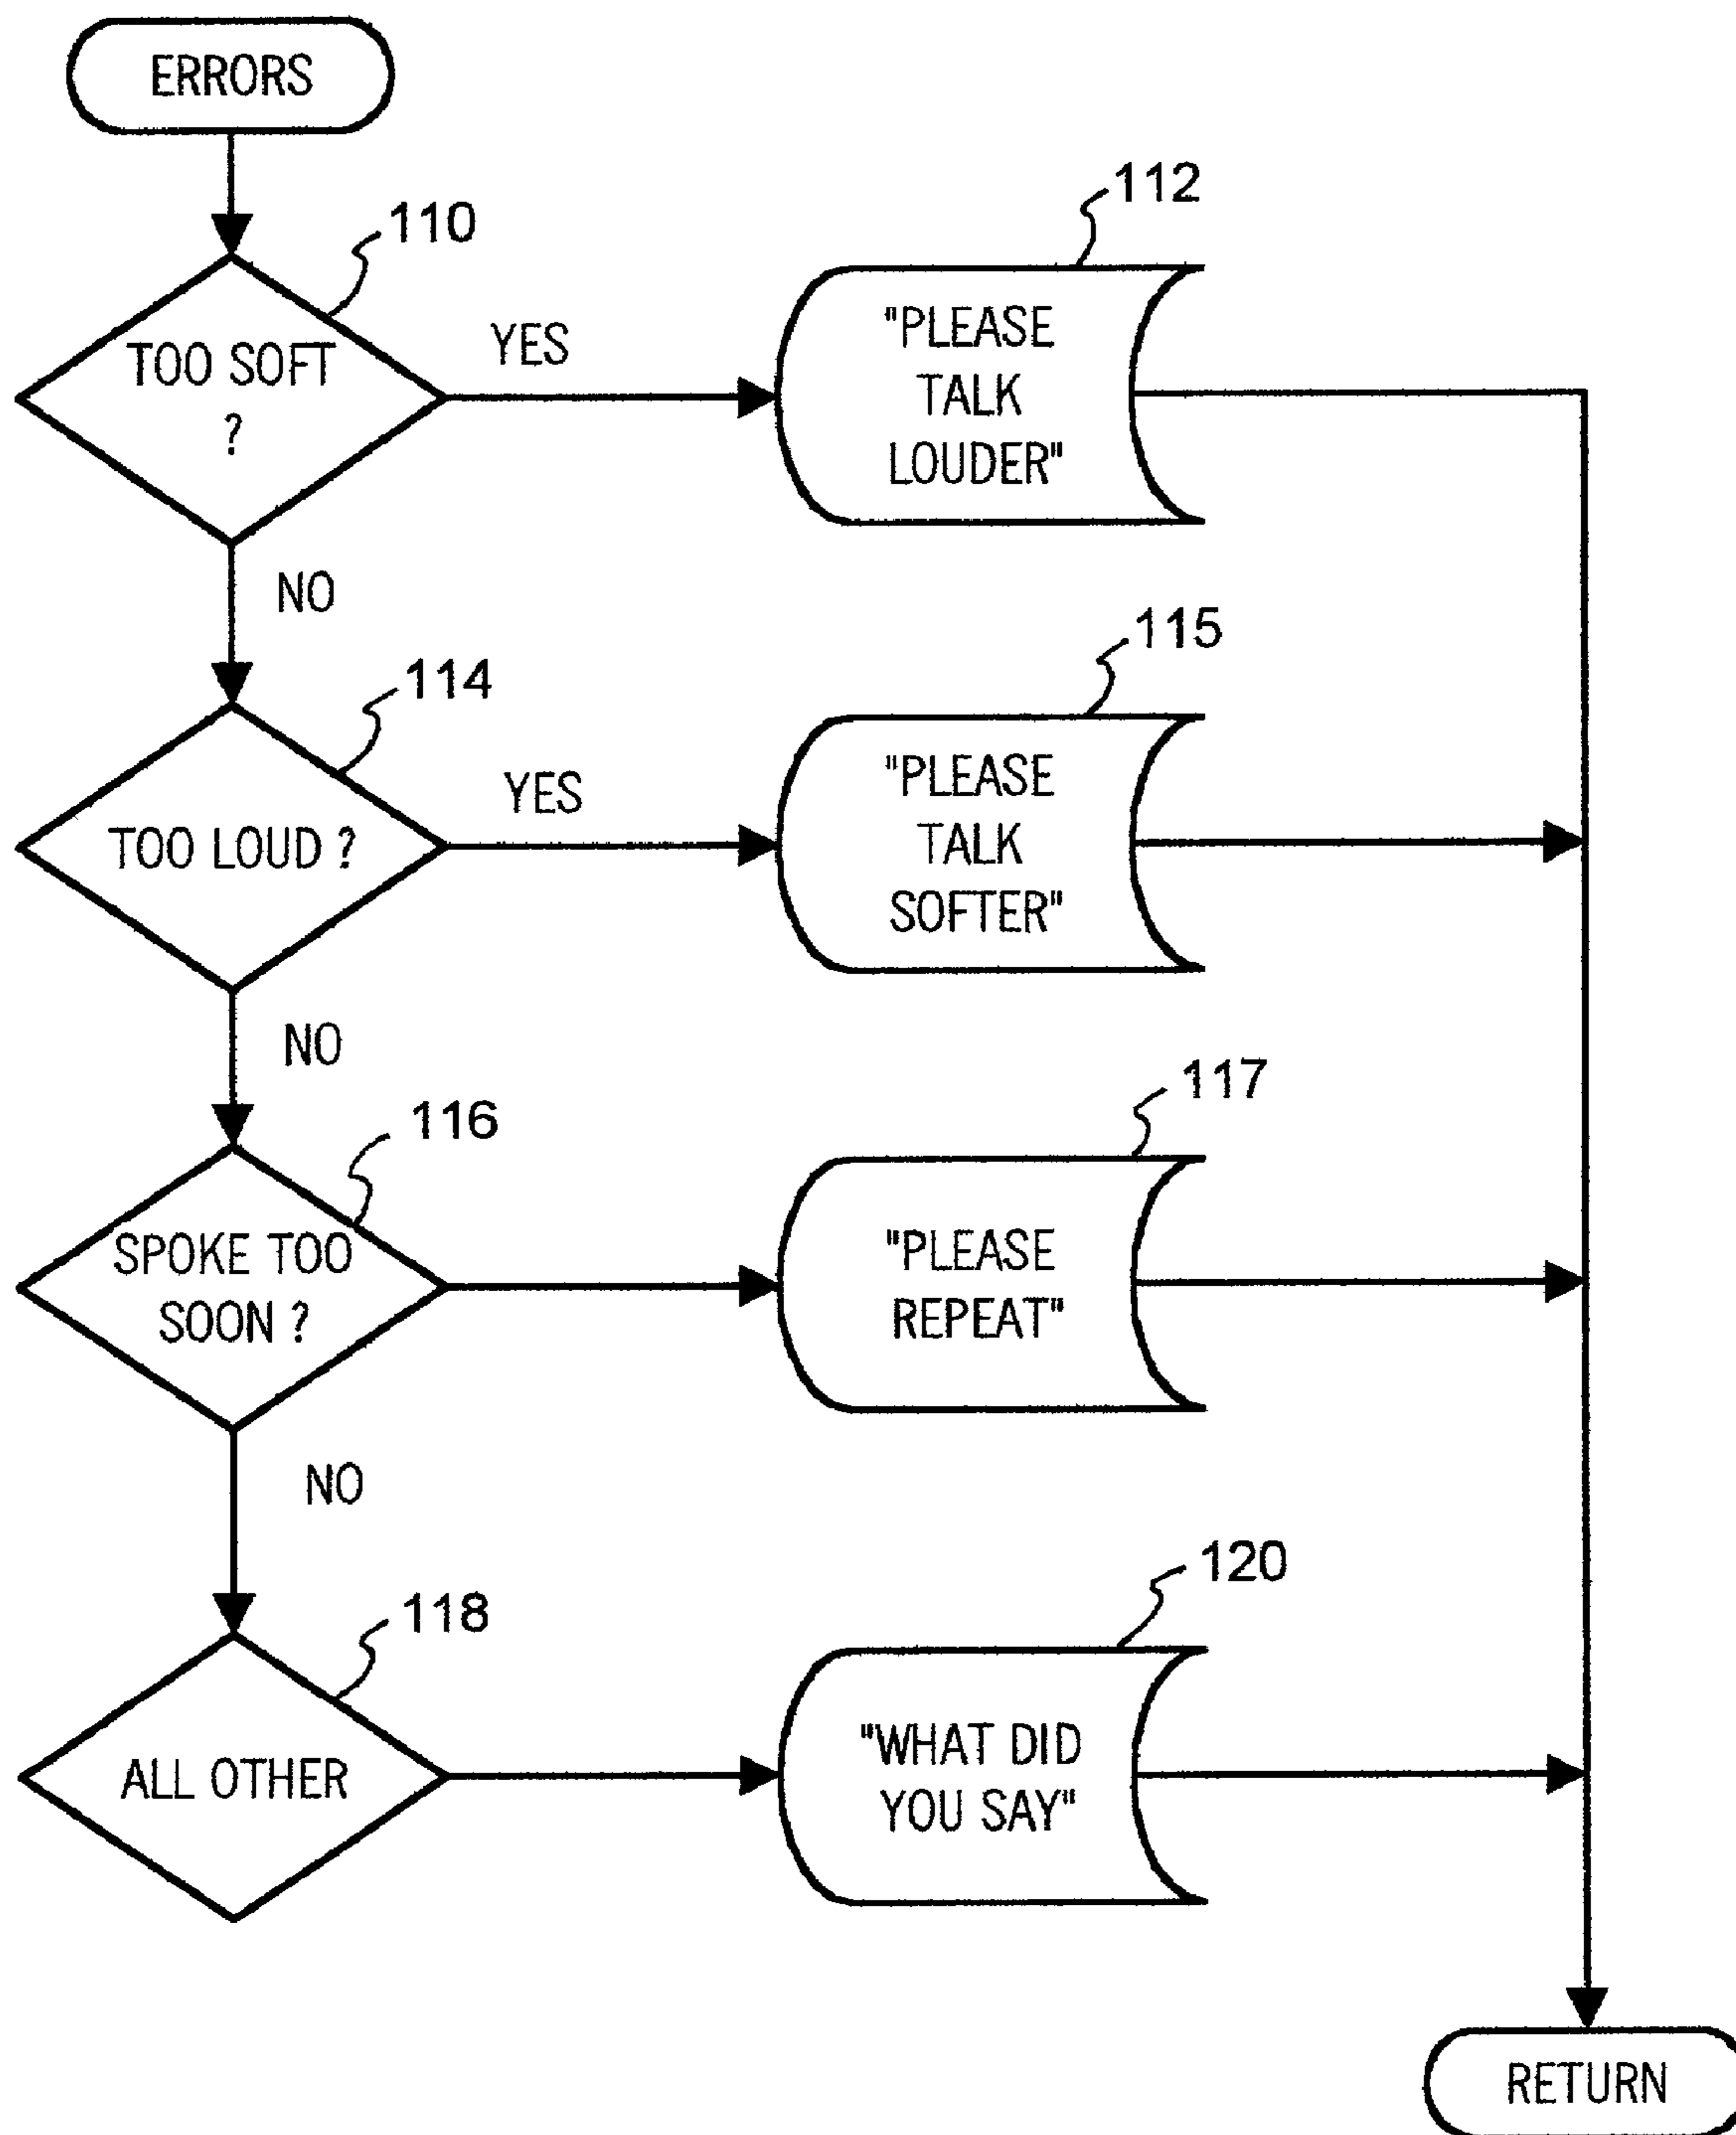 ERRORS
110
TOO SOFT
?
YES
112
"PLEASE
TALK
LOUDER"
NO
114
TOO LOUD ?
YES
115
"PLEASE
TALK
SOFTER"
NO
116
SPOKE TOO
SOON ?
117
"PLEASE
REPEAT"
NO
118
ALL OTHER
120
"WHAT DID
YOU SAY"
RETURN